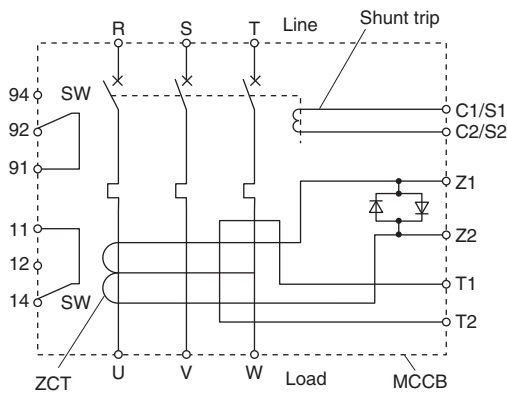 R S T Line Shunt trip
94 SW
92
91
C1/S1
C2/S2
Z1
11
12
14 SW
Z2
T1
T2
ZCT U V W Load MCCB